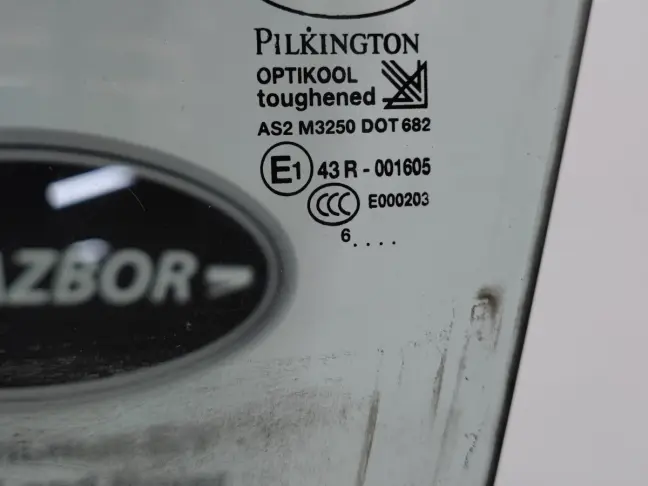 PILKINGTON
OPTIKOOL
toughened
AS2 M3250 DOT 682
E1 43 R - 001605
CCC E000203
6 . . . .
AZBOR